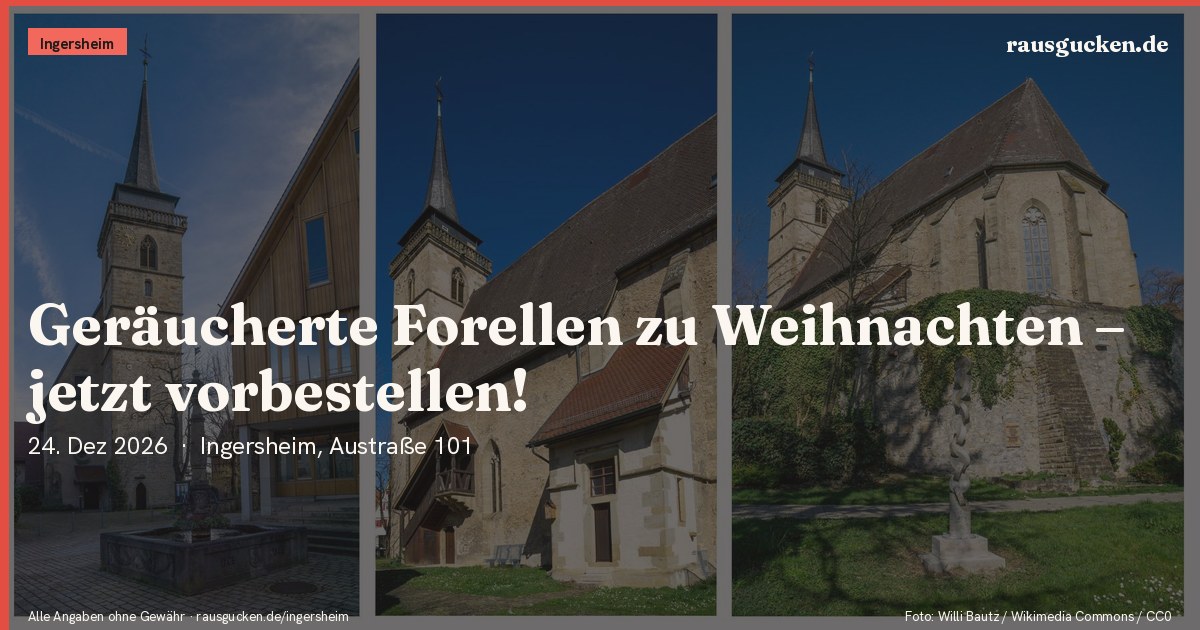 Ingersheim
rausgucken.de
Geräucherte Forellen zu Weihnachten –
jetzt vorbestellen!
24. Dez 2026 · Ingersheim, Austraße 101
Alle Angaben ohne Gewähr · rausgucken.de/ingersheim
Foto: Willi Bautz / Wikimedia Commons / CC0